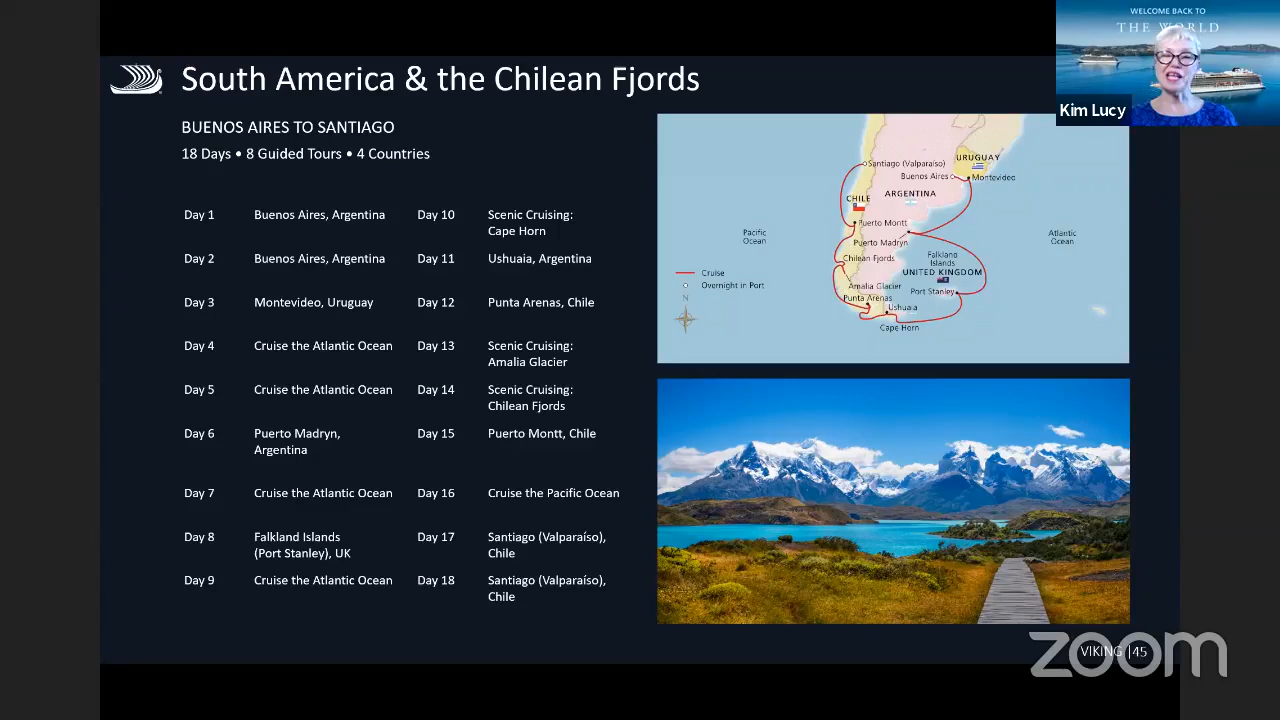 WELCOME BACK TO
THE WORLD
Kim Lucy
South America & the Chilean Fjords
BUENOS AIRES TO SANTIAGO
18 Days • 8 Guided Tours • 4 Countries
Day 1 Buenos Aires, Argentina
Day 2 Buenos Aires, Argentina
Day 3 Montevideo, Uruguay
Day 4 Cruise the Atlantic Ocean
Day 5 Cruise the Atlantic Ocean
Day 6 Puerto Madryn,
Argentina
Day 7 Cruise the Atlantic Ocean
Day 8 Falkland Islands
(Port Stanley), UK
Day 9 Cruise the Atlantic Ocean
Day 10 Scenic Cruising:
Cape Horn
Day 11 Ushuaia, Argentina
Day 12 Punta Arenas, Chile
Day 13 Scenic Cruising:
Amalia Glacier
Day 14 Scenic Cruising:
Chilean Fjords
Day 15 Puerto Montt, Chile
Day 16 Cruise the Pacific Ocean
Day 17 Santiago (Valparaíso),
Chile
Day 18 Santiago (Valparaíso),
Chile
URUGUAY
Santiago (Valparaíso)
Buenos Aires
Montevideo
ARGENTINA
CHILE
Puerto Montt
Pacific
Ocean
Atlantic
Ocean
Puerto Madryn
Chilean Fjords
Falkland
Islands
UNITED KINGDOM
Cruise
Overnight in Port
N
Amalia Glacier
Port Stanley
Punta Arenas
Ushuaia
Cape Horn
VIKING | 45
zoom